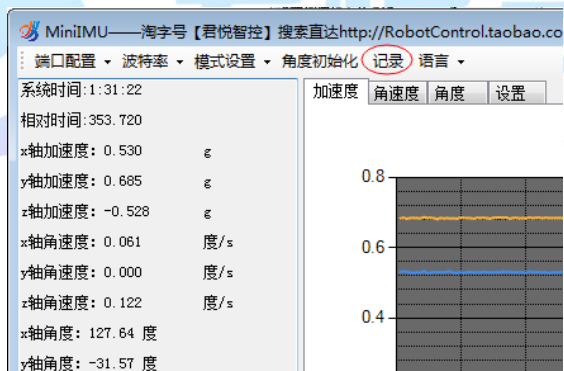 MiniIMU——淘字号【君悦智控】搜索直达http://RobotControl.taobao.co
端口配置 波特率 模式设置 角度初始化 记录 语言
系统时间:1:31:22
相对时间:353.720
x轴加速度: 0.530 g
y轴加速度: 0.685 g
z轴加速度: -0.528 g
x轴角速度: 0.061 度/s
y轴角速度: 0.000 度/s
z轴角速度: 0.122 度/s
x轴角度: 127.64 度
y轴角度: -31.57 度
加速度 角速度 角度 设置
0.8
0.6
0.4